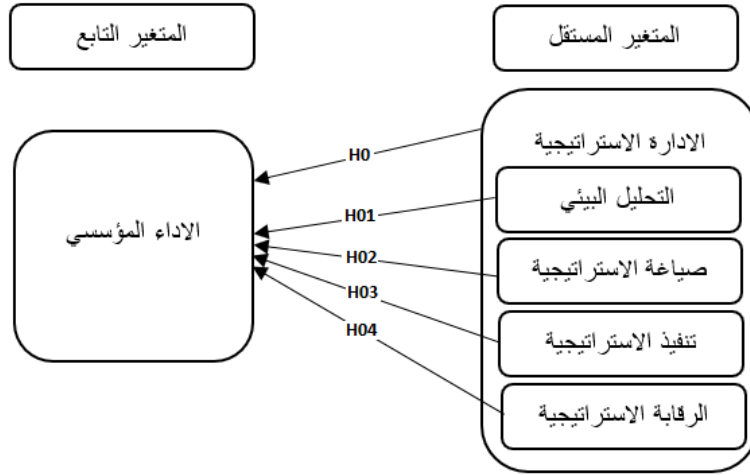 المتغير المستقل
المتغير التابع
الادارة الاستراتيجية
التحليل البيئي
صياغة الاستراتيجية
تنفيذ الاستراتيجية
الرقابة الاستراتيجية
H0
H01
H02
H03
H04
الاداء المؤسسي